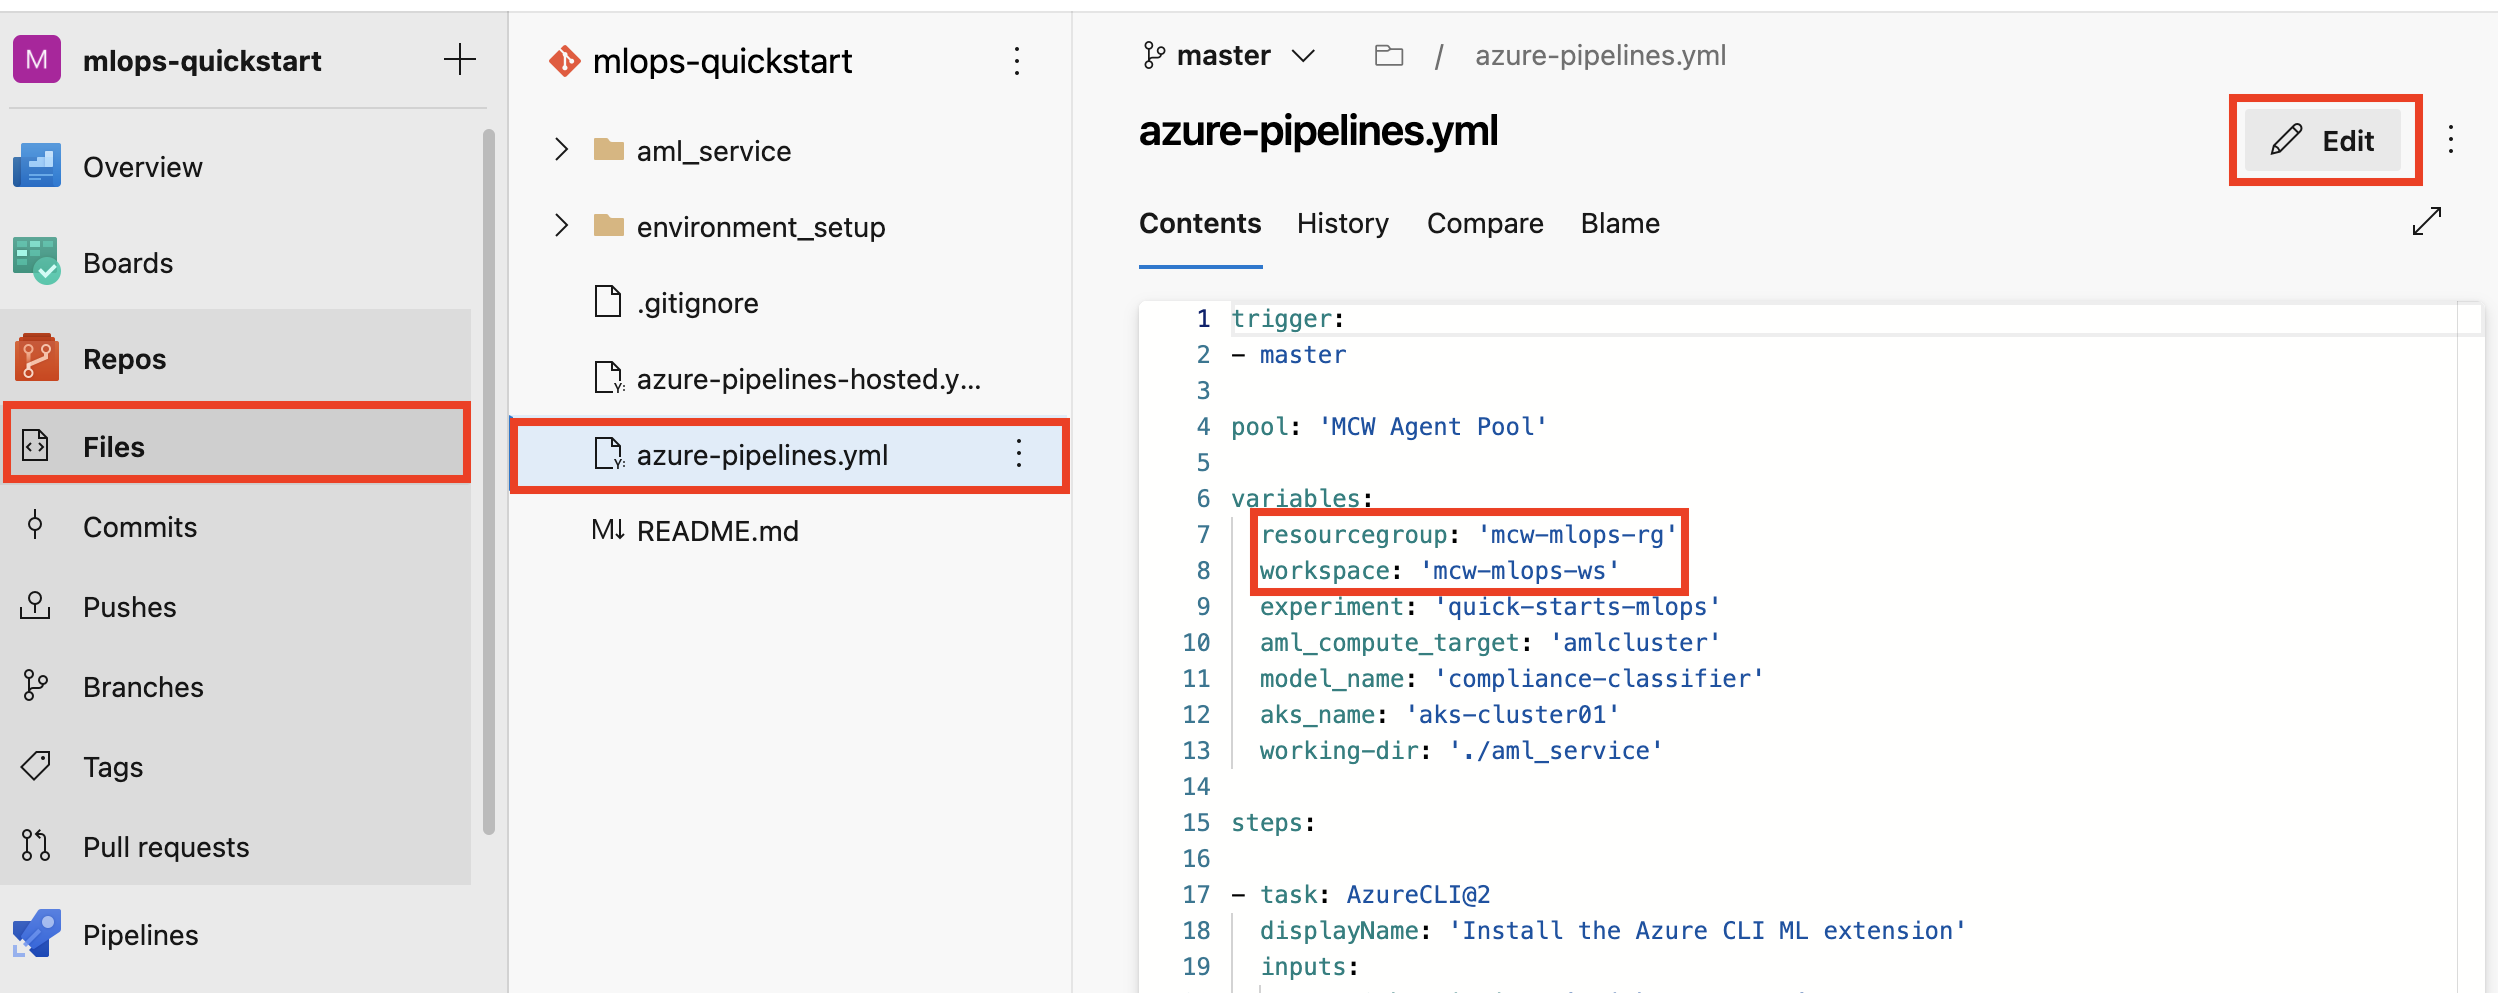 M mlops-quickstart
Overview
Boards
Repos
Files
Commits
Pushes
Branches
Tags
Pull requests
Pipelines
mlops-quickstart
aml_service
environment_setup
.gitignore
azure-pipelines-hosted.y...
azure-pipelines.yml
README.md
master / azure-pipelines.yml
azure-pipelines.yml
Edit
Contents History Compare Blame
1 trigger:
2 - master
3
4 pool: 'MCW Agent Pool'
5
6 variables:
7 resourcegroup: 'mcw-mlops-rg'
8 workspace: 'mcw-mlops-ws'
9 experiment: 'quick-starts-mlops'
10 aml_compute_target: 'amlcluster'
11 model_name: 'compliance-classifier'
12 aks_name: 'aks-cluster01'
13 working-dir: './aml_service'
14
15 steps:
16
17 - task: AzureCLI@2
18 displayName: 'Install the Azure CLI ML extension'
19 inputs: